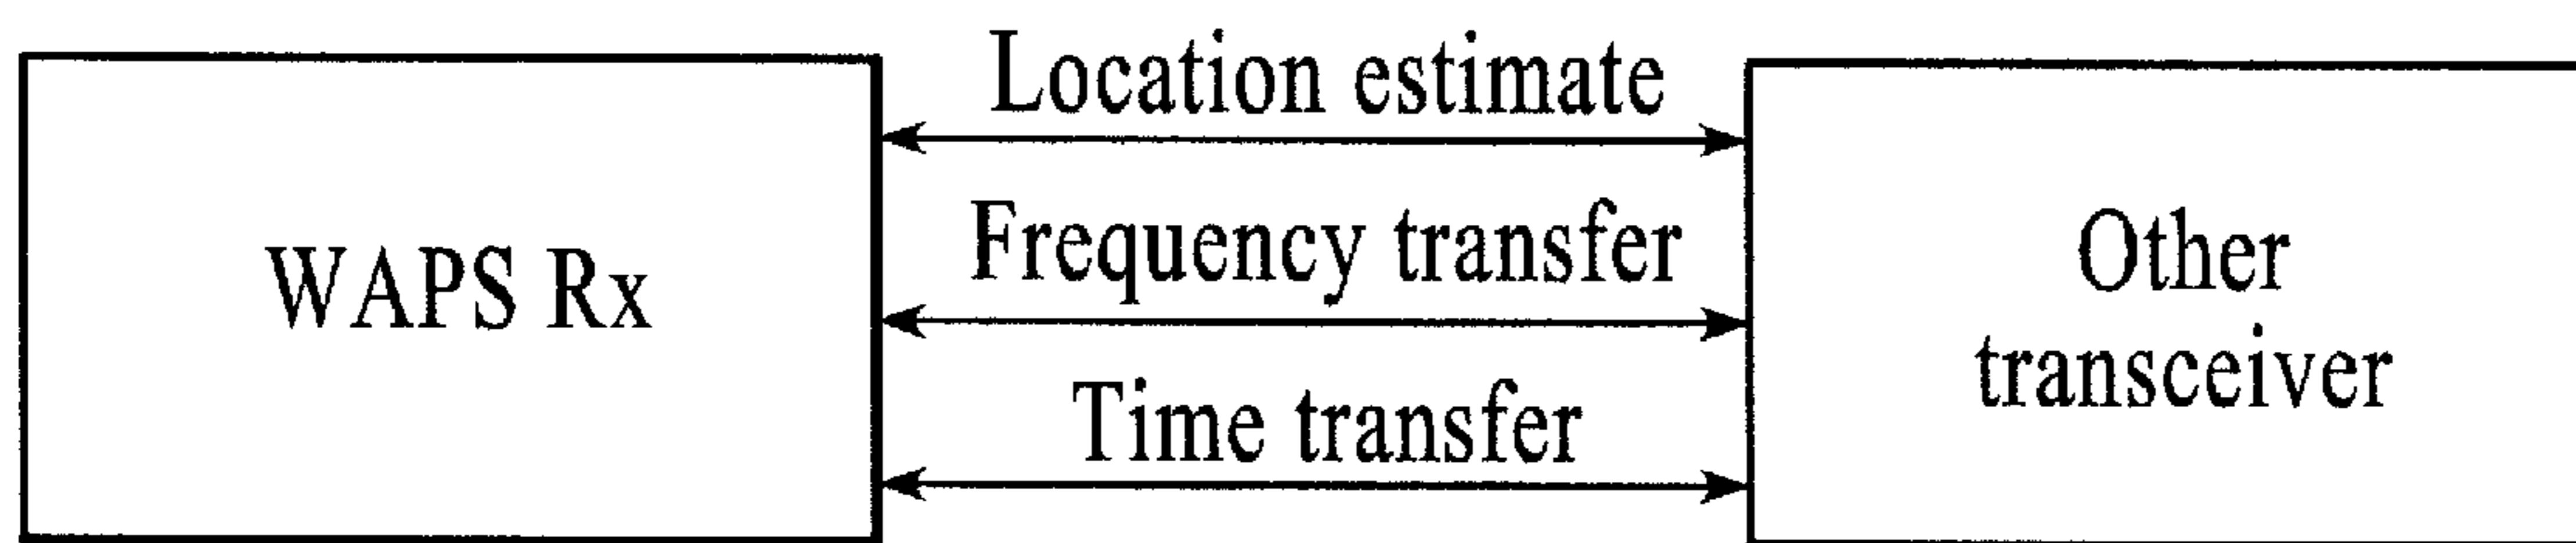 Location estimate
Frequency transfer
Time transfer
WAPS Rx
Other
transceiver